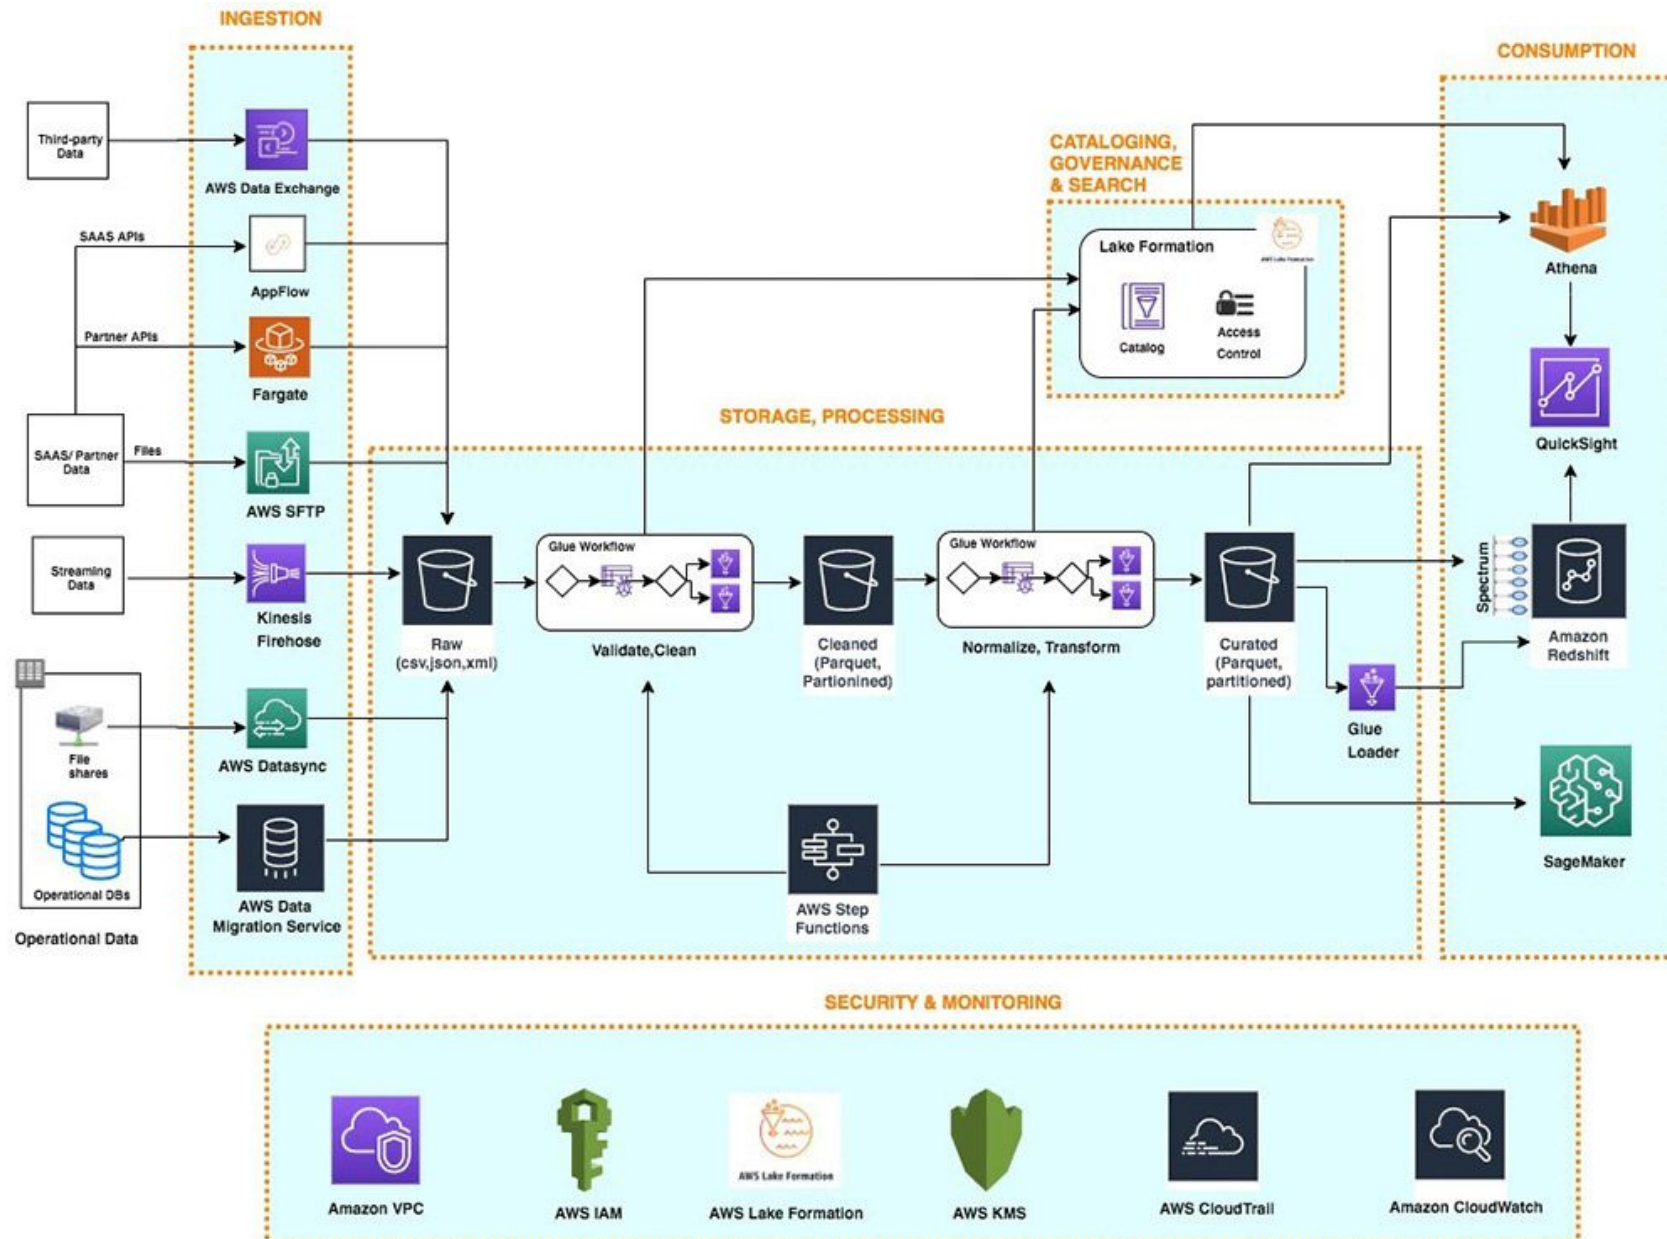 INGESTION
CONSUMPTION
Third-party
Data
AWS Data Exchange
CATALOGING,
GOVERNANCE
& SEARCH
SAAS APIs
AppFlow
Lake Formation
AWS Lake Formation
Catalog
Access
Control
Athena
Partner APIs
Fargate
STORAGE, PROCESSING
QuickSight
SAAS/ Partner
Data
Files
AWS SFTP
Streaming
Data
Kinesis
Firehose
Raw
(csv,json,xml)
Glue Workflow
Validate,Clean
Cleaned
(Parquet,
Partionined)
Glue Workflow
Normalize, Transform
Curated
(Parquet,
partitioned)
Spectrum
Amazon
Redshift
Glue
Loader
File
shares
AWS Datasync
Operational DBs
Operational Data
AWS Data
Migration Service
AWS Step
Functions
SageMaker
SECURITY & MONITORING
AWS Lake Formation
Amazon VPC
AWS IAM
AWS Lake Formation
AWS KMS
AWS CloudTrail
Amazon CloudWatch